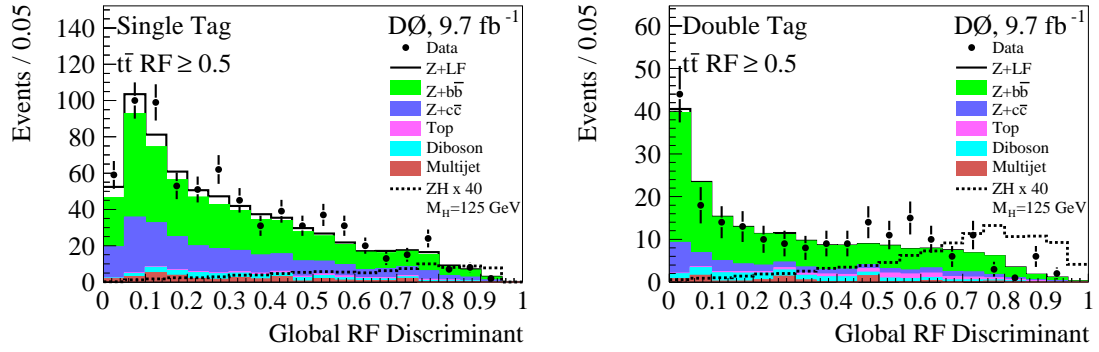 Events / 0.05
140
120
100
80
60
40
20
0
Single Tag
tt̄ RF ≥ 0.5
DØ, 9.7 fb⁻¹
Data
Z+LF
Z+bb̄
Z+cc̄
Top
Diboson
Multijet
ZH x 40
M_H=125 GeV
0 0.1 0.2 0.3 0.4 0.5 0.6 0.7 0.8 0.9 1
Global RF Discriminant
Events / 0.05
60
50
40
30
20
10
0
Double Tag
tt̄ RF ≥ 0.5
DØ, 9.7 fb⁻¹
Data
Z+LF
Z+bb̄
Z+cc̄
Top
Diboson
Multijet
ZH x 40
M_H=125 GeV
0 0.1 0.2 0.3 0.4 0.5 0.6 0.7 0.8 0.9 1
Global RF Discriminant